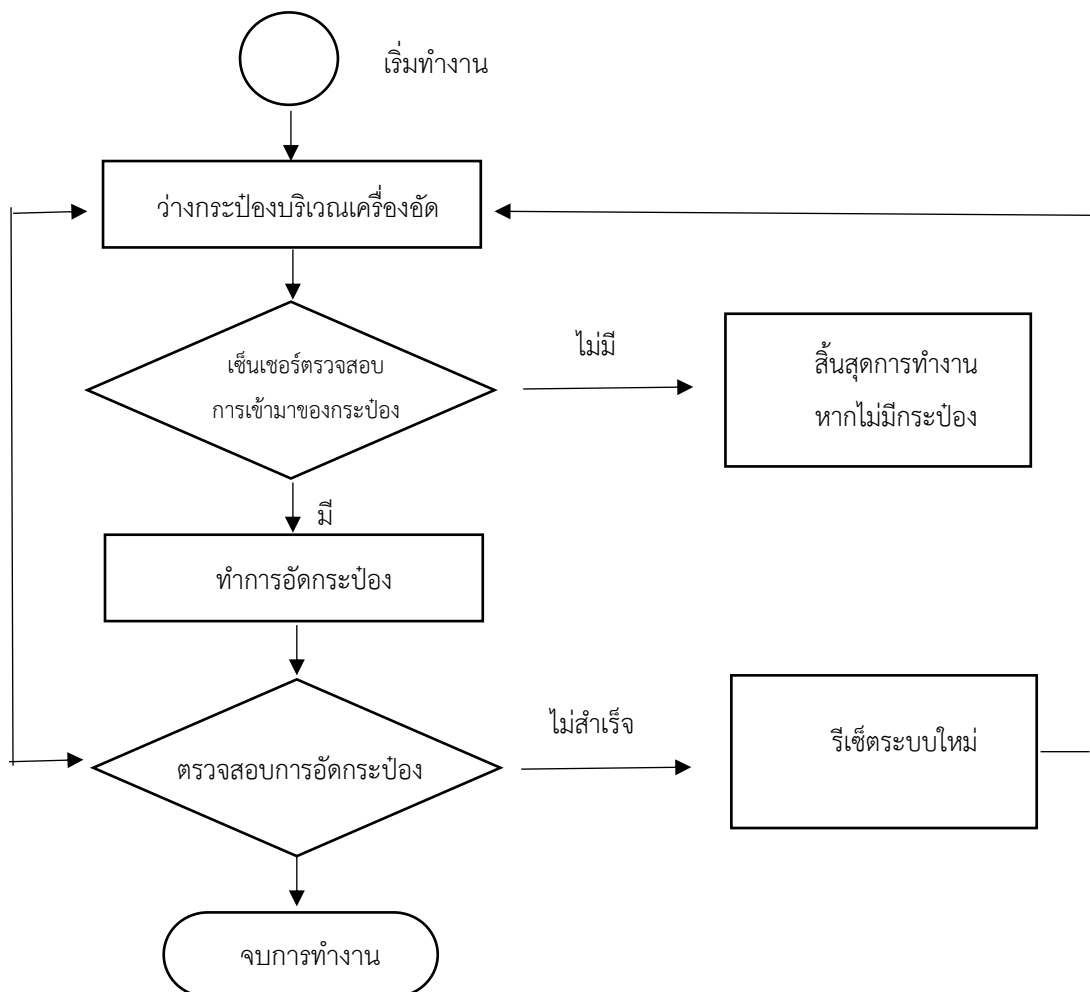 เริ่มทำงาน
ว่างกระป๋องบริเวณเครื่องอัด
เซ็นเซอร์ตรวจสอบ
การเข้ามาของกระป๋อง
ไม่มี
สิ้นสุดการทำงาน
หากไม่มีกระป๋อง
มี
ทำการอัดกระป๋อง
ตรวจสอบการอัดกระป๋อง
ไม่สำเร็จ
รีเซ็ตระบบใหม่
จบการทำงาน